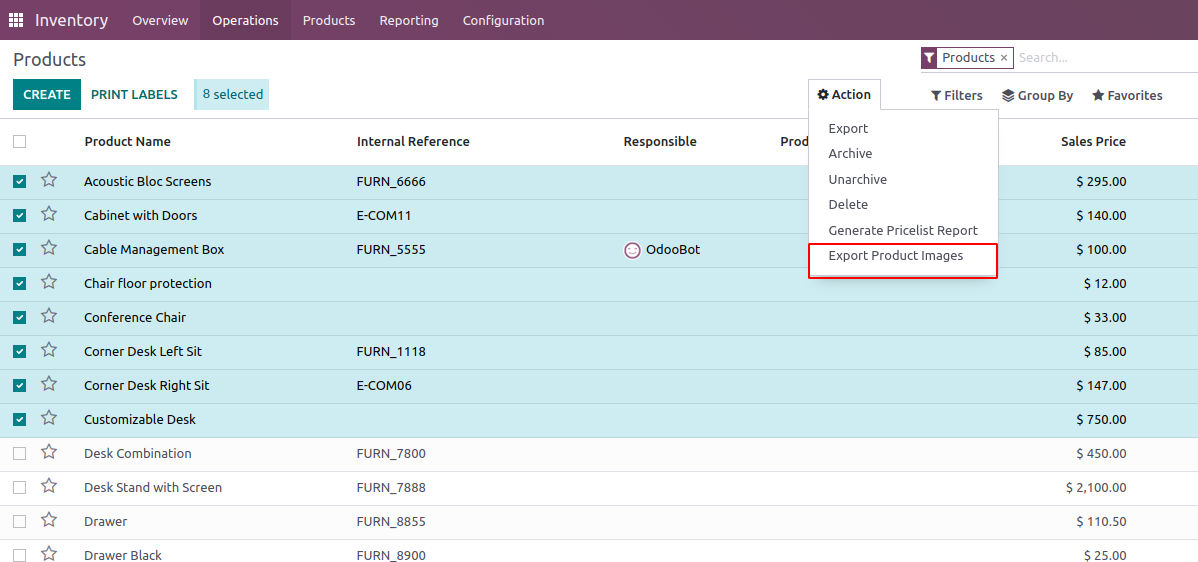 Inventory Overview Operations Products Reporting Configuration
Products
Products × Search...
CREATE PRINT LABELS 8 selected Action Filters Group By Favorites
Export
Archive
Unarchive
Delete
Generate Pricelist Report
Export Product Images
Product Name Internal Reference Responsible Prod Sales Price
Acoustic Bloc Screens FURN_6666 $ 295.00
Cabinet with Doors E-COM11 $ 140.00
Cable Management Box FURN_5555 OdooBot $ 100.00
Chair floor protection $ 12.00
Conference Chair $ 33.00
Corner Desk Left Sit FURN_1118 $ 85.00
Corner Desk Right Sit E-COM06 $ 147.00
Customizable Desk $ 750.00
Desk Combination FURN_7800 $ 450.00
Desk Stand with Screen FURN_7888 $ 2,100.00
Drawer FURN_8855 $ 110.50
Drawer Black FURN_8900 $ 25.00